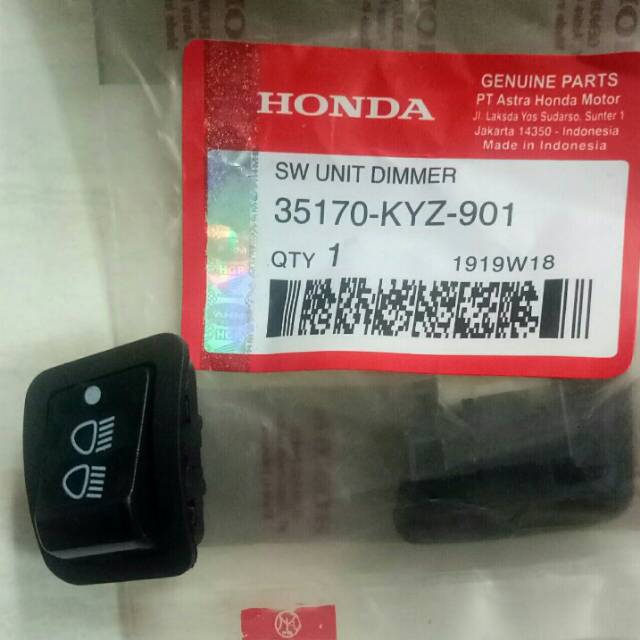 HONDA
GENUINE PARTS
PT Astra Honda Motor
Jl. Laksda Yos Sudarso, Sunter 1
Jakarta 14350 - Indonesia
Made in Indonesia
SW UNIT DIMMER
35170-KYZ-901
QTY 1
1919W18